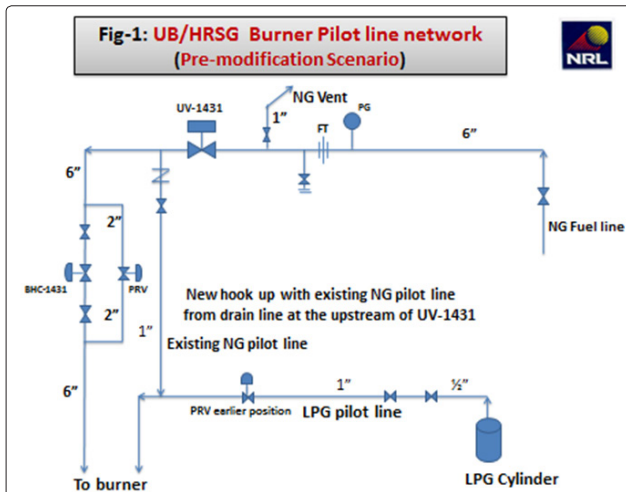 Fig-1: UB/HRSG Burner Pilot line network
(Pre-modification Scenario)
NRL
NG Vent
UV-1431
1”
FT
PG
6”
6”
2”
NG Fuel line
BHC-1431
PRV
New hook up with existing NG pilot line
from drain line at the upstream of UV-1431
2”
1”
Existing NG pilot line
6”
1”
½”
PRV earlier position
LPG pilot line
To burner
LPG Cylinder